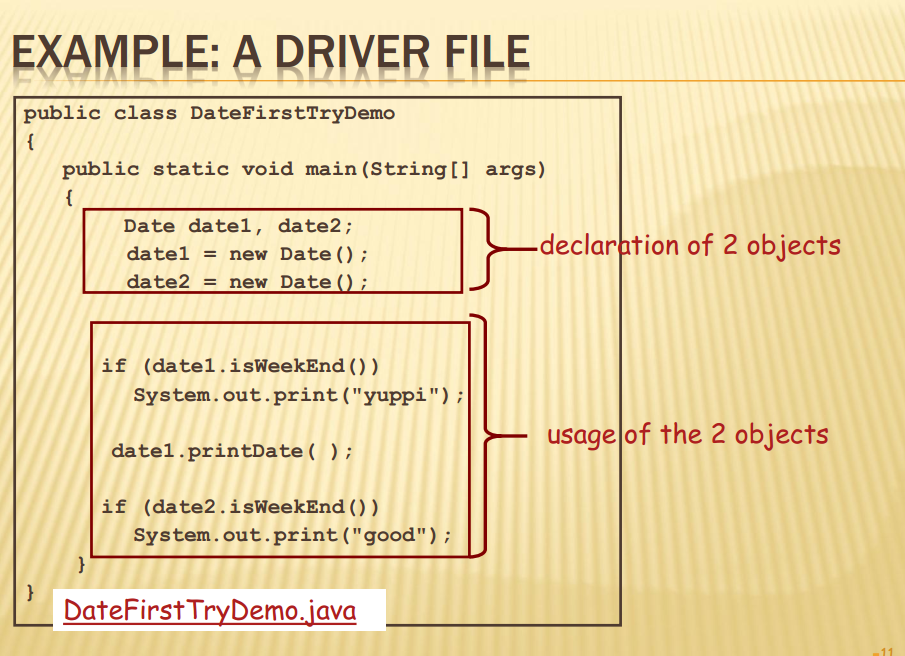 EXAMPLE: A DRIVER FILE
public class DateFirstTryDemo
{
public static void main(String[] args)
{
Date date1, date2;
date1 = new Date();
date2 = new Date();
declaration of 2 objects
if (date1.isWeekEnd())
System.out.print("yuppi");
date1.printDate( );
if (date2.isWeekEnd())
System.out.print("good");
usage of the 2 objects
}
}
DateFirstTryDemo.java
-11